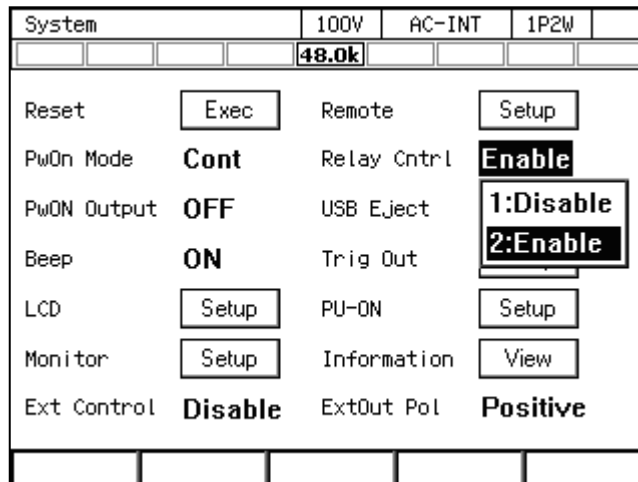 System 100V AC-INT 1P2W
48.0k
Reset Exec Remote Setup
PwOn Mode Cont Relay Cntrl Enable
PwON Output OFF USB Eject 1:Disable
2:Enable
Beep ON Trig Out
LCD Setup PU-ON Setup
Monitor Setup Information View
Ext Control Disable ExtOut Pol Positive